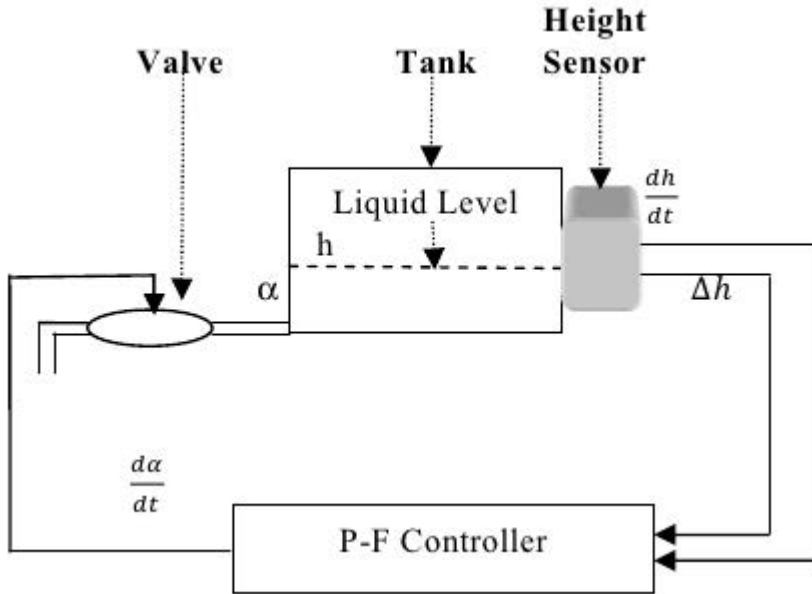 Height
Valve Tank Sensor
dh
dt
Liquid Level
h
α
Δh
dα
dt
P-F Controller